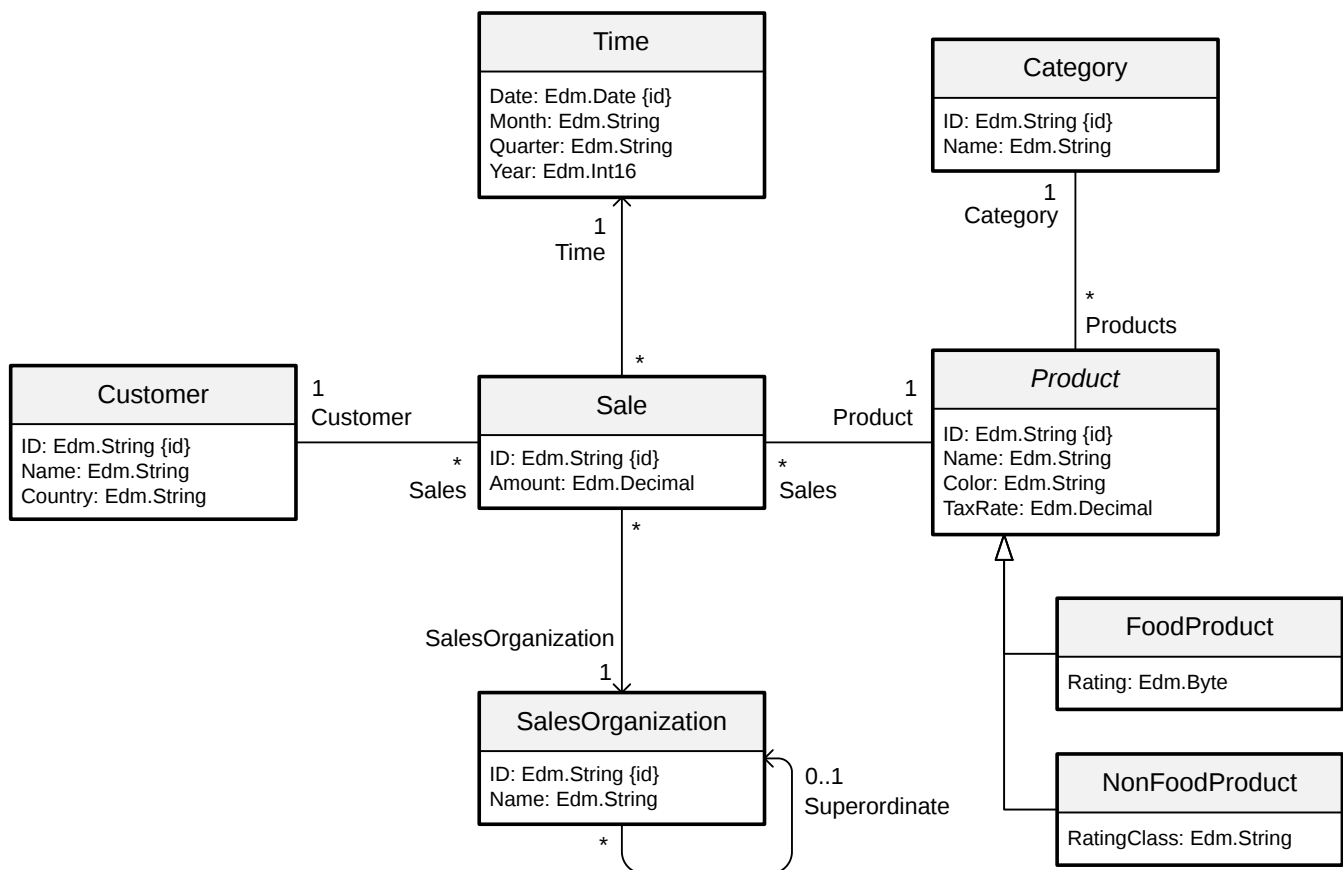 Time
Date: Edm.Date {id}
Month: Edm.String
Quarter: Edm.String
Year: Edm.Int16
Category
ID: Edm.String {id}
Name: Edm.String
1
Time
1
Category
*
Products
*
Customer
ID: Edm.String {id}
Name: Edm.String
Country: Edm.String
1
Customer
*
Sales
Sale
ID: Edm.String {id}
Amount: Edm.Decimal
1
Product
*
Sales
Product
ID: Edm.String {id}
Name: Edm.String
Color: Edm.String
TaxRate: Edm.Decimal
*
SalesOrganization
1
SalesOrganization
ID: Edm.String {id}
Name: Edm.String
*
0..1
Superordinate
FoodProduct
Rating: Edm.Byte
NonFoodProduct
RatingClass: Edm.String